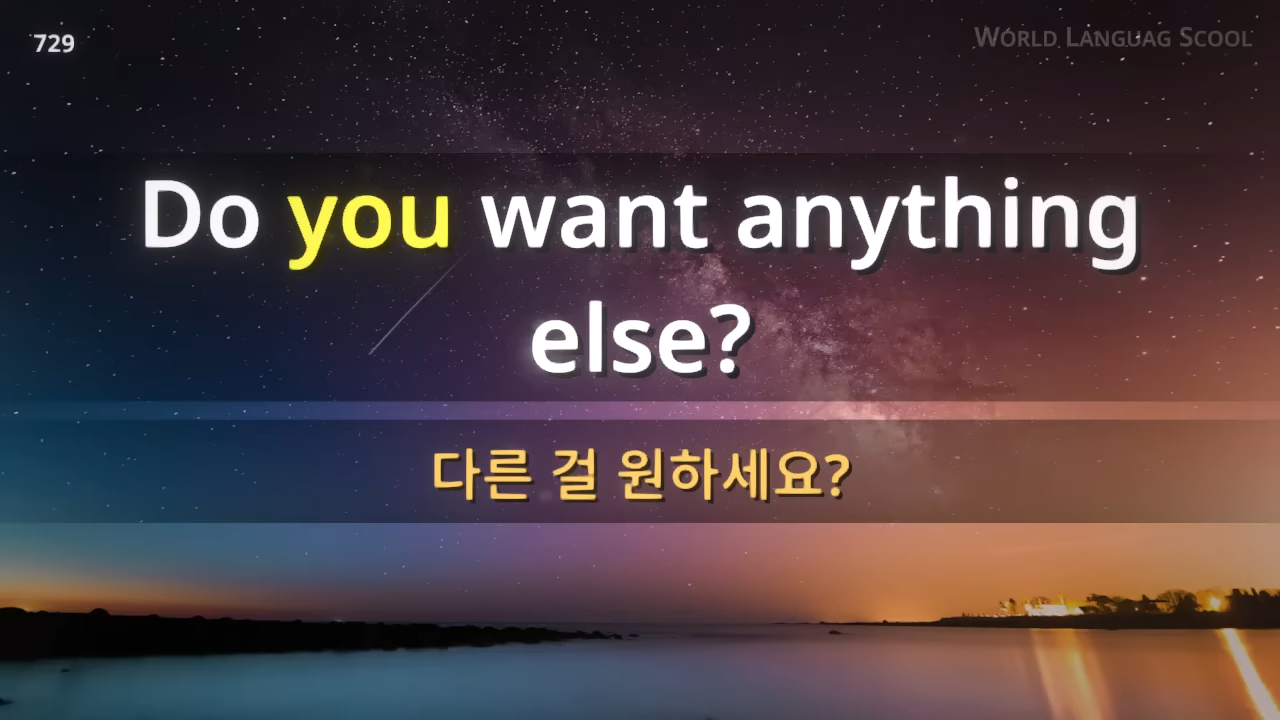 729
WORLD LANGUAG SCOOL
Do you want anything
else?
다른 걸 원하세요?